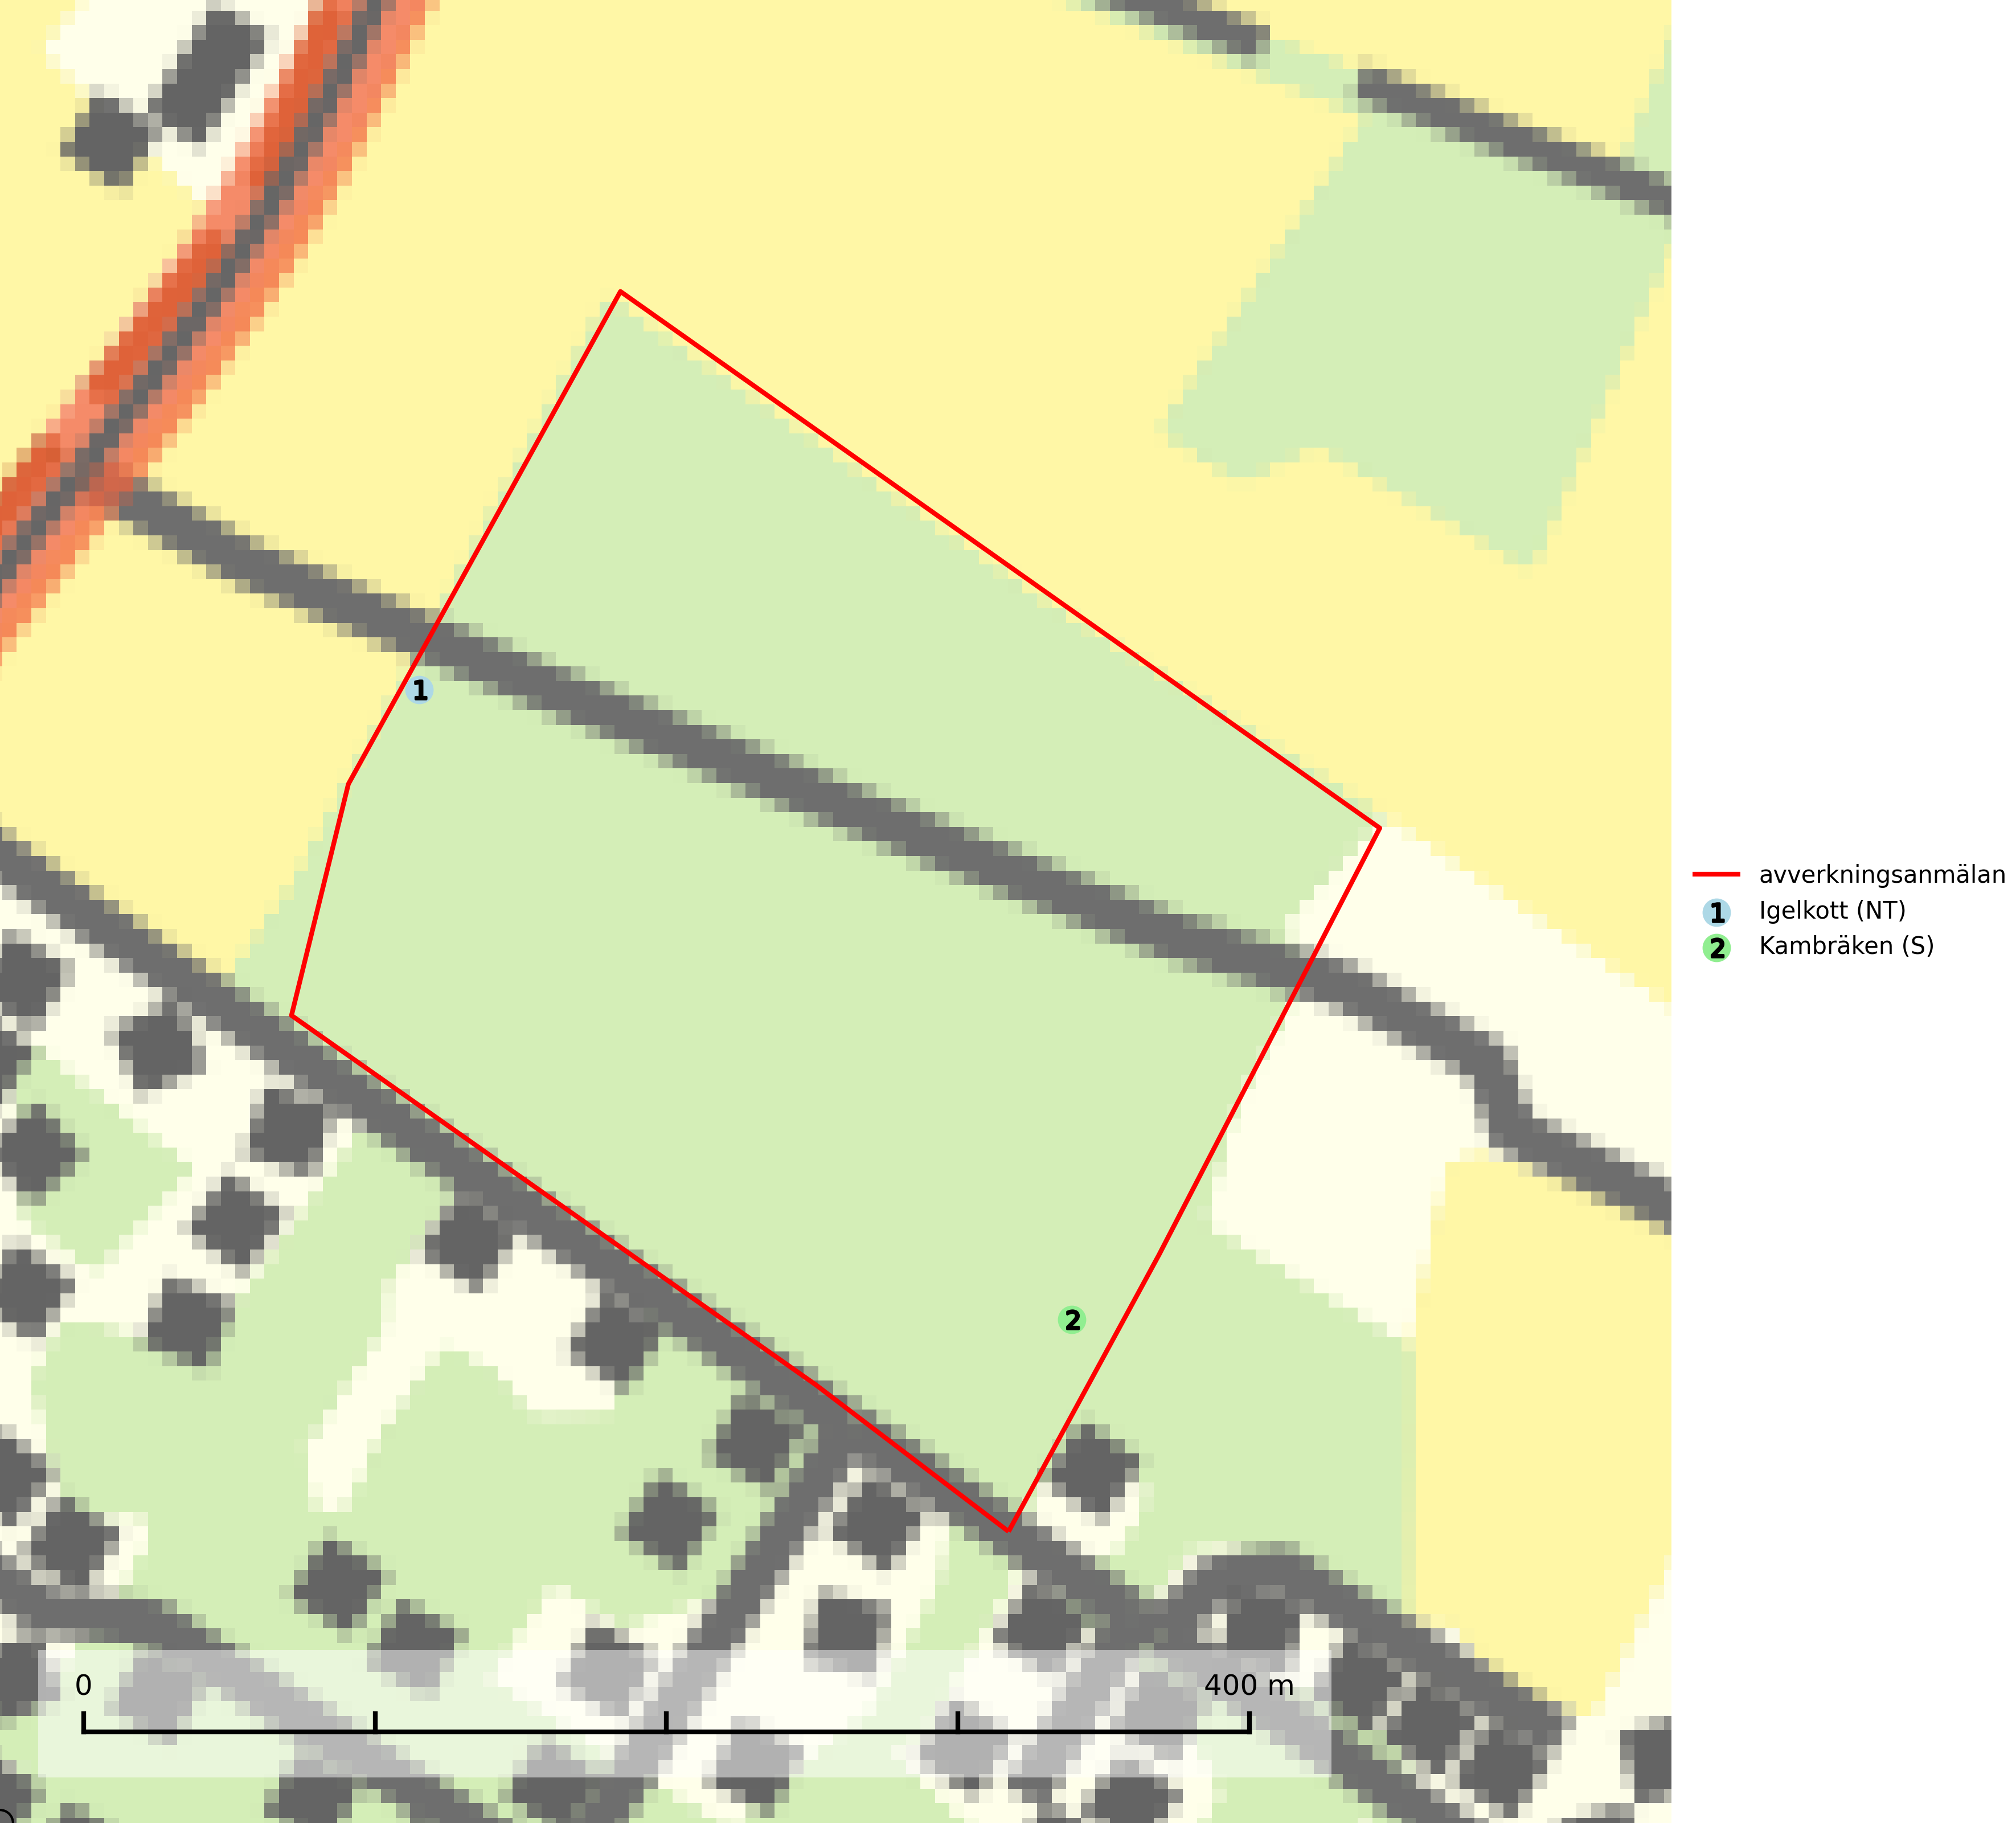 1
2
avverkningsanmälan
1 Igelkott (NT)
2 Kambräken (S)
0 400 m